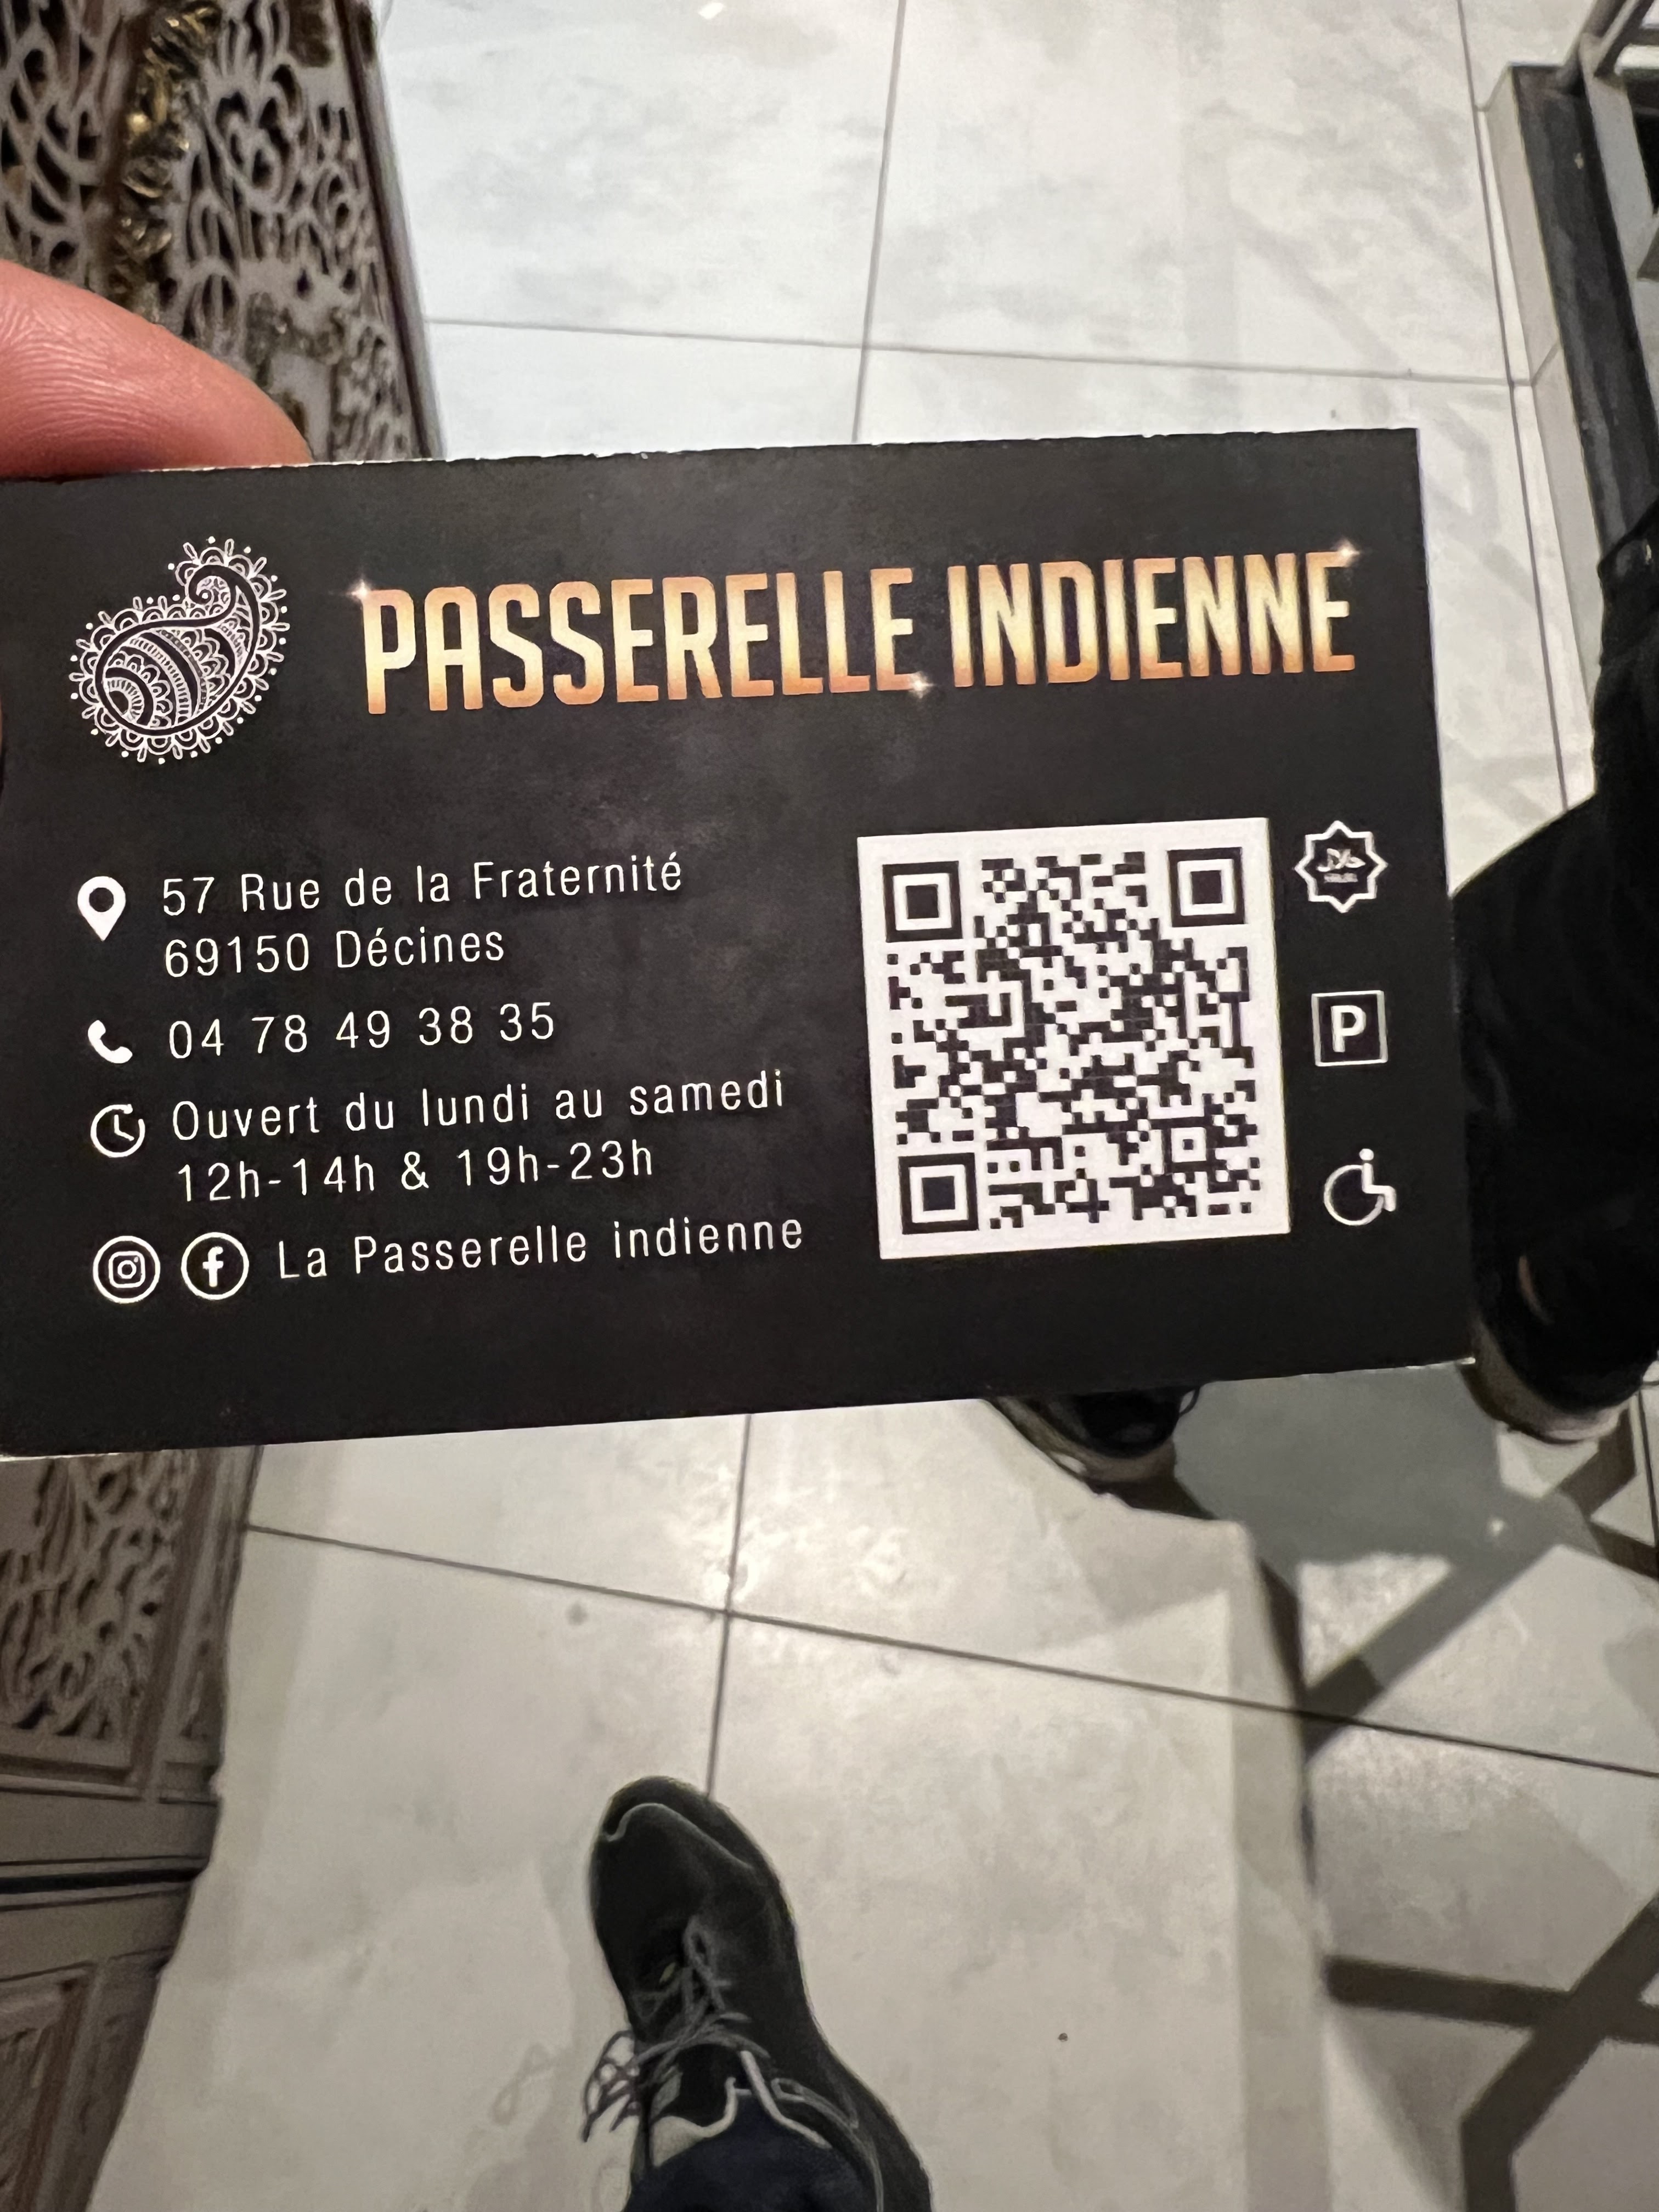 PASSERELLE INDIENNE
57 Rue de la Fraternité
69150 Décines
04 78 49 38 35
Ouvert du lundi au samedi
12h-14h & 19h-23h
La Passerelle indienne
P